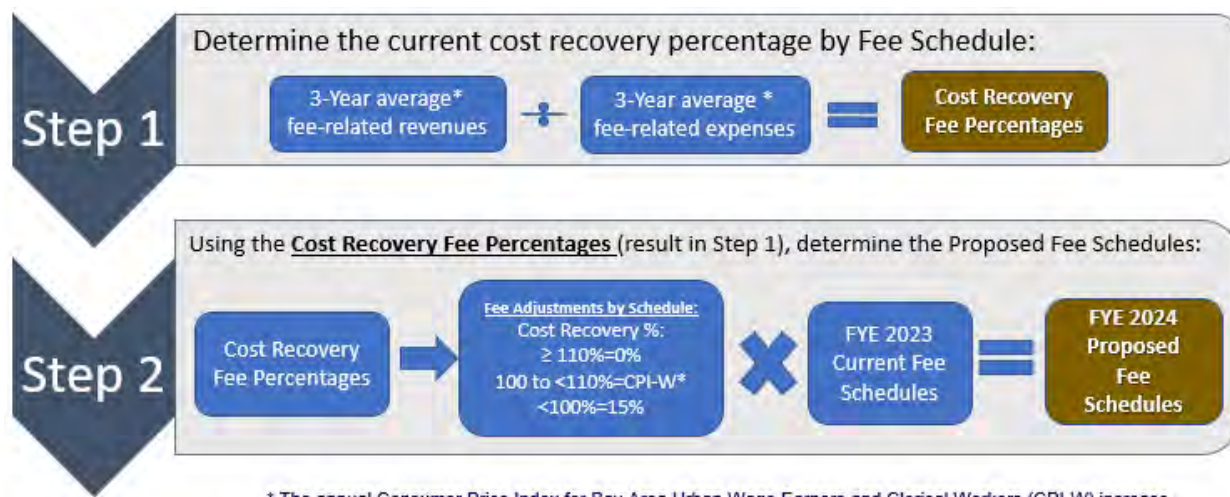 Step 1
Determine the current cost recovery percentage by Fee Schedule:
3-Year average*
fee-related revenues
÷
3-Year average *
fee-related expenses
=
Cost Recovery
Fee Percentages
Step 2
Using the Cost Recovery Fee Percentages (result in Step 1), determine the Proposed Fee Schedules:
Cost Recovery
Fee Percentages
Fee Adjustments by Schedule:
Cost Recovery %:
≥ 110%=0%
100 to <110%=CPI-W*
<100%=15%
FYE 2023
Current Fee
Schedules
=
FYE 2024
Proposed
Fee
Schedules
* The annual Consumer Price Index for Bay Area Urban Wage Earners and Clerical Workers (CPI-W) increase